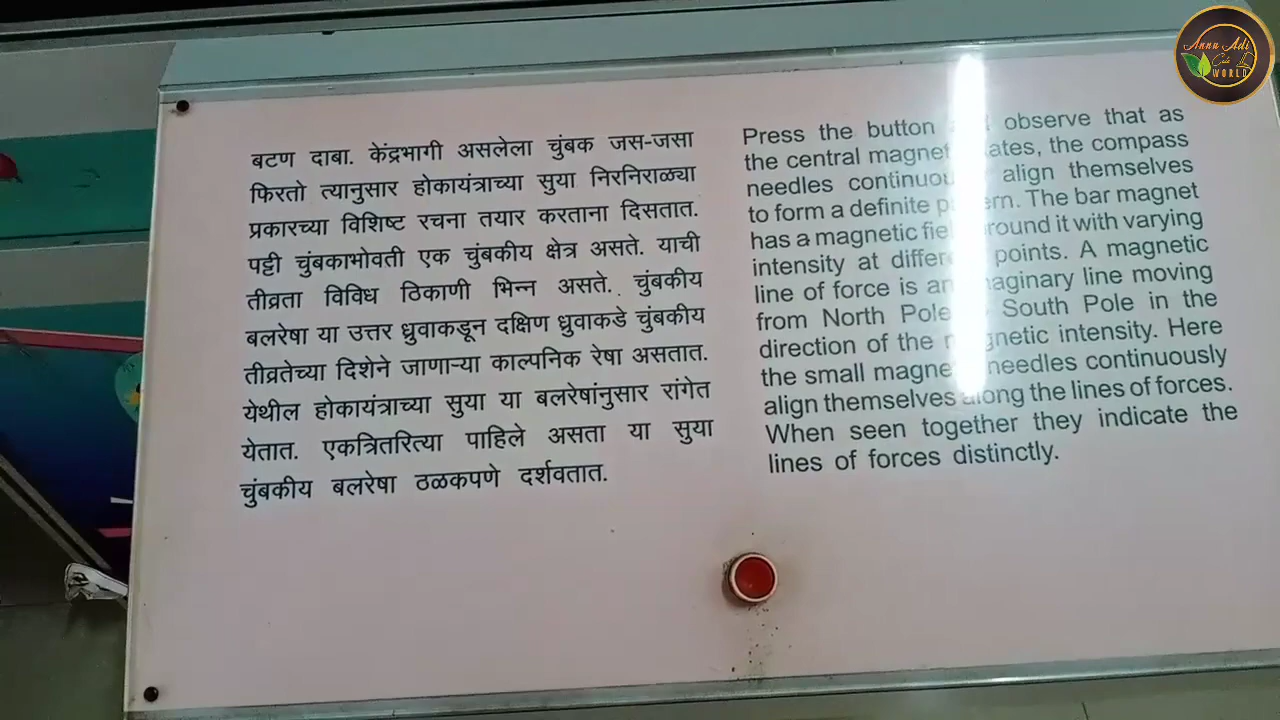 बटण दाबा. केंद्रभागी असलेला चुंबक जस-जसा
फिरतो त्यानुसार होकायंत्राच्या सुया निरनिराळ्या
प्रकारच्या विशिष्ट रचना तयार करताना दिसतात.
पट्टी चुंबकाभोवती एक चुंबकीय क्षेत्र असते. याची
तीव्रता विविध ठिकाणी भिन्न असते. चुंबकीय
बलरेषा या उत्तर ध्रुवाकडून दक्षिण ध्रुवाकडे चुंबकीय
तीव्रतेच्या दिशेने जाणाऱ्या काल्पनिक रेषा असतात.
येथील होकायंत्राच्या सुया या बलरेषांनुसार रांगेत
येतात. एकत्रितरित्या पाहिले असता या सुया
चुंबकीय बलरेषा ठळकपणे दर्शवतात.
Press the button observe that as
the central magnet the compass
needles continuously align themselves
to form a definite pattern. The bar magnet
has a magnetic field around it with varying
intensity at different points. A magnetic
line of force is an imaginary line moving
from North Pole South Pole in the
direction of the magnetic intensity. Here
the small magnetic needles continuously
align themselves along the lines of forces.
When seen together they indicate the
lines of forces distinctly.
Annu Adi
WORLD